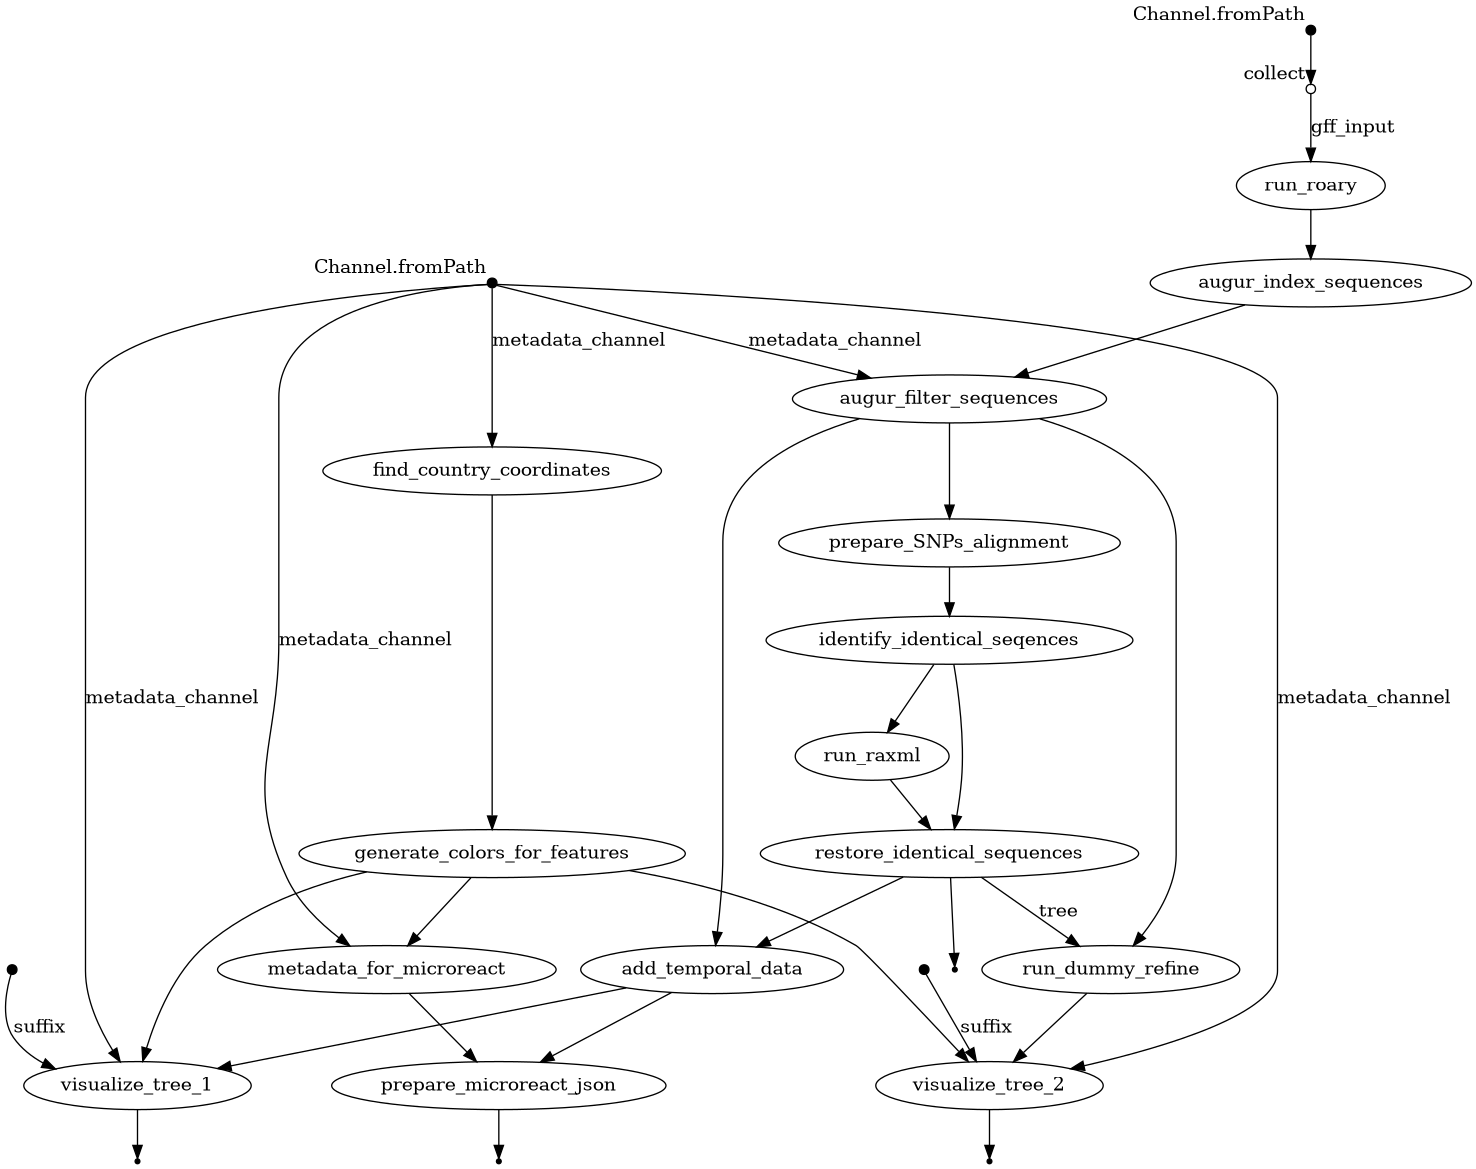 Channel.fromPath
collect
gff_input
run_roary
Channel.fromPath
augur_index_sequences
metadata_channel
metadata_channel
augur_filter_sequences
find_country_coordinates
prepare_SNPs_alignment
metadata_channel
identify_identical_seqences
metadata_channel
metadata_channel
run_raxml
generate_colors_for_features
restore_identical_sequences
tree
metadata_for_microreact
add_temporal_data
run_dummy_refine
suffix
suffix
visualize_tree_1
prepare_microreact_json
visualize_tree_2